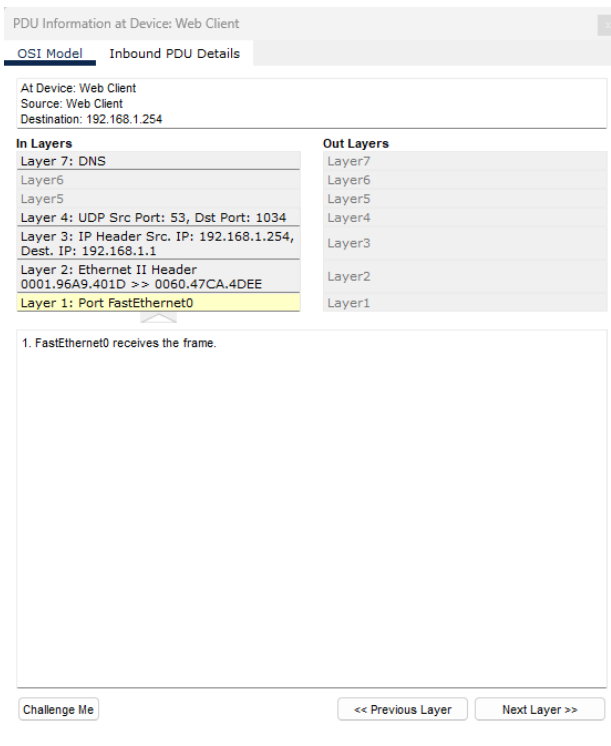 PDU Information at Device: Web Client
OSI Model Inbound PDU Details
At Device: Web Client
Source: Web Client
Destination: 192.168.1.254
In Layers
Layer 7: DNS
Layer6
Layer5
Layer 4: UDP Src Port: 53, Dst Port: 1034
Layer 3: IP Header Src. IP: 192.168.1.254,
Dest. IP: 192.168.1.1
Layer 2: Ethernet II Header
0001.96A9.401D >> 0060.47CA.4DEE
Layer 1: Port FastEthernet0
Out Layers
Layer7
Layer6
Layer5
Layer4
Layer3
Layer2
Layer1
1. FastEthernet0 receives the frame.
Challenge Me
<< Previous Layer
Next Layer >>